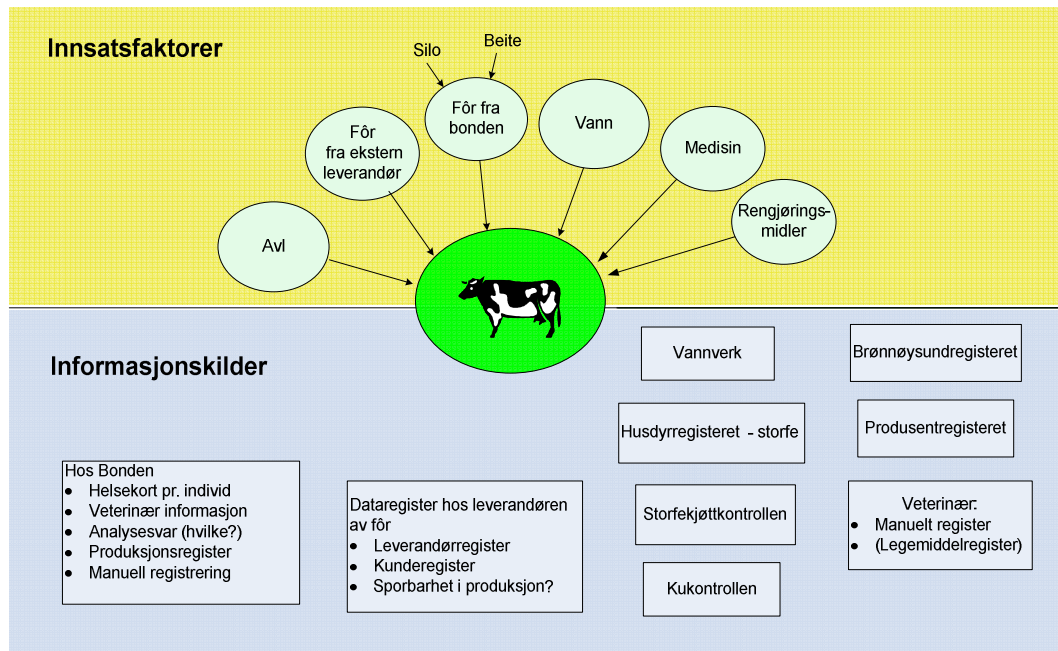 Innsatsfaktorer
Silo
Beite
Fôr
fra ekstern
leverandør
Fôr fra
bonden
Vann
Medisin
Rengjørings-
midler
Avl
Informasjonskilder
Vannverk
Brønnøysundregisteret
Husdyrregisteret - storfe
Produsentregisteret
Hos Bonden
● Helsekort pr. individ
● Veterinær informasjon
● Analysesvar (hvilke?)
● Produksjonsregister
● Manuell registrering
Dataregister hos leverandøren
av fôr
● Leverandørregister
● Kunderegister
● Sporbarhet i produksjon?
Storfekjøttkontrollen
Kukontrollen
Veterinær:
● Manuelt register
● (Legemiddelregister)